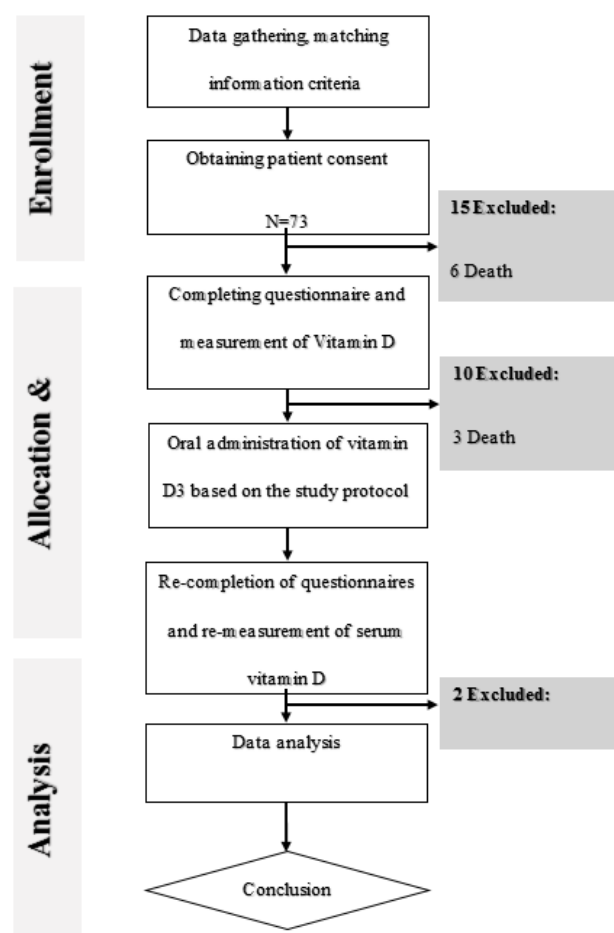 Enrollment
Data gathering, matching
information criteria
Obtaining patient consent
N=73
15 Excluded:
6 Death
Allocation &
Completing questionnaire and
measurement of Vitamin D
10 Excluded:
3 Death
Oral administration of vitamin
D3 based on the study protocol
Re-completion of questionnaires
and re-measurement of serum
vitamin D
Analysis
2 Excluded:
Data analysis
Conclusion